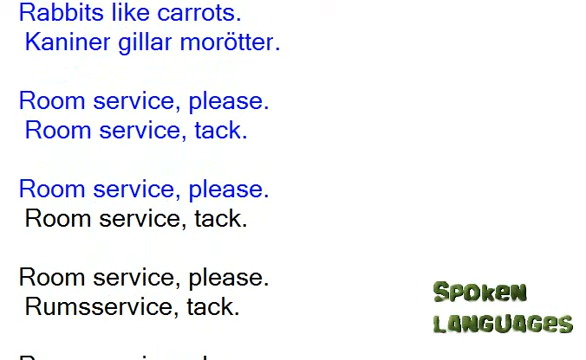 Rabbits like carrots.
Kaniner gillar morötter.
Room service, please.
Room service, tack.
Room service, please.
Room service, tack.
Room service, please.
Rumsservice, tack.
Spoken
Languages